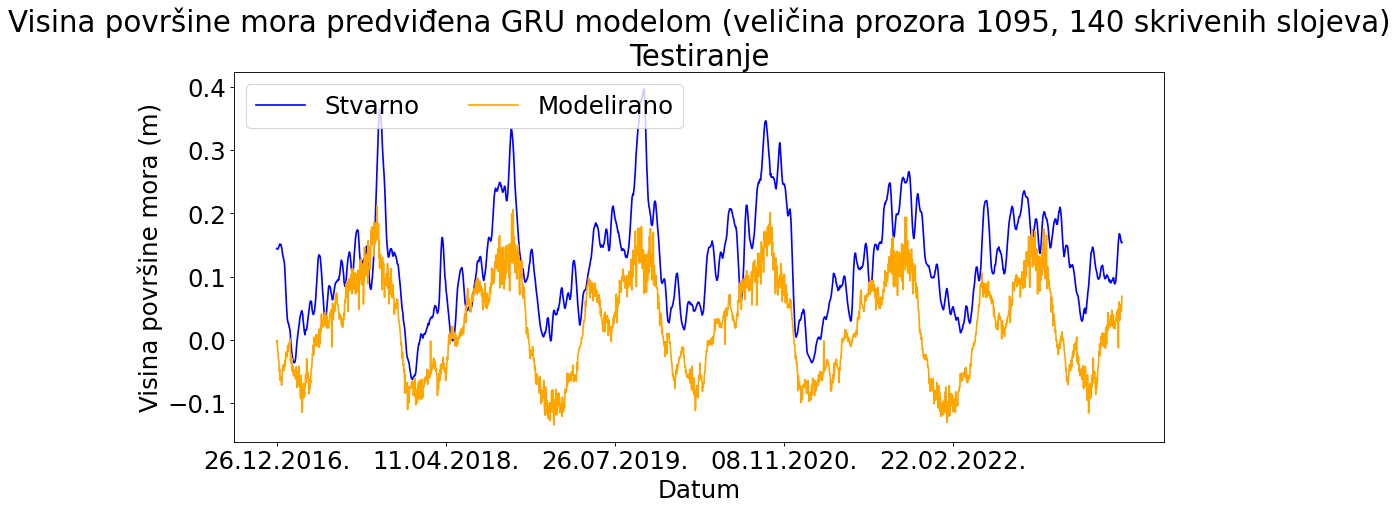 Visina površine mora predviđena GRU modelom (veličina prozora 1095, 140 skrivenih slojeva)
Testiranje
Stvarno
Modelirano
Visina površine mora (m)
0.4
0.3
0.2
0.1
0.0
−0.1
26.12.2016.
11.04.2018.
26.07.2019.
08.11.2020.
22.02.2022.
Datum